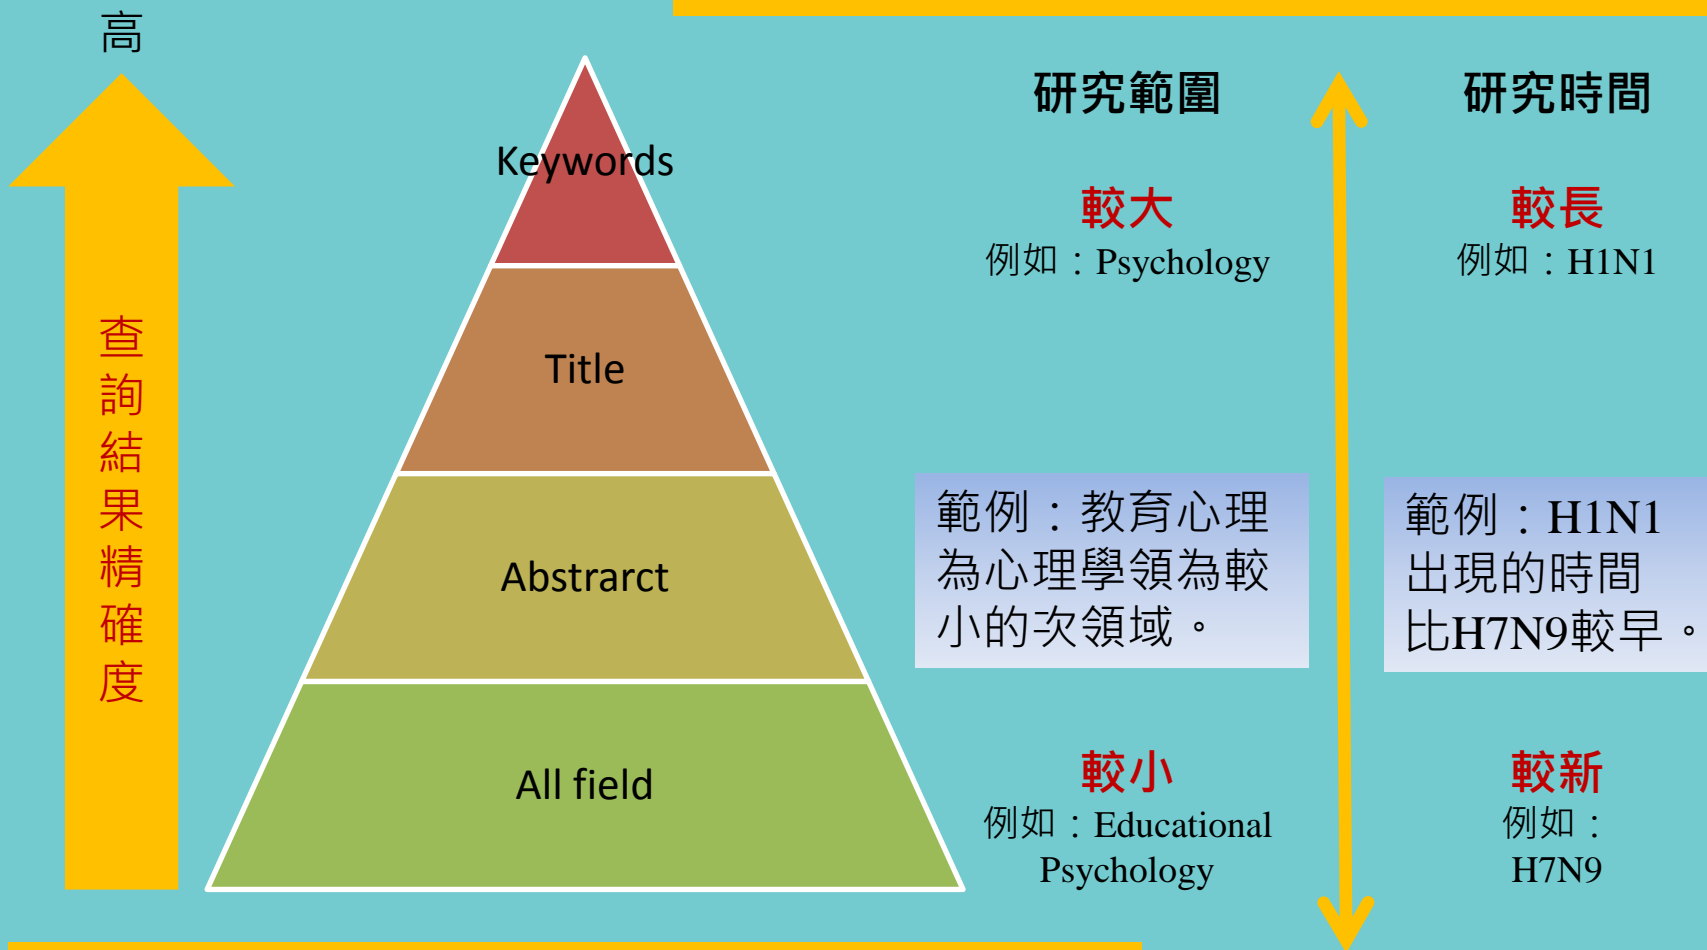 高
查詢結果精確度
Keywords
Title
Abstrarct
All field
研究範圍
較大
例如：Psychology
範例：教育心理
為心理學領為較
小的次領域。
較小
例如：Educational
Psychology
研究時間
較長
例如：H1N1
範例：H1N1
出現的時間
比H7N9較早。
較新
例如：
H7N9